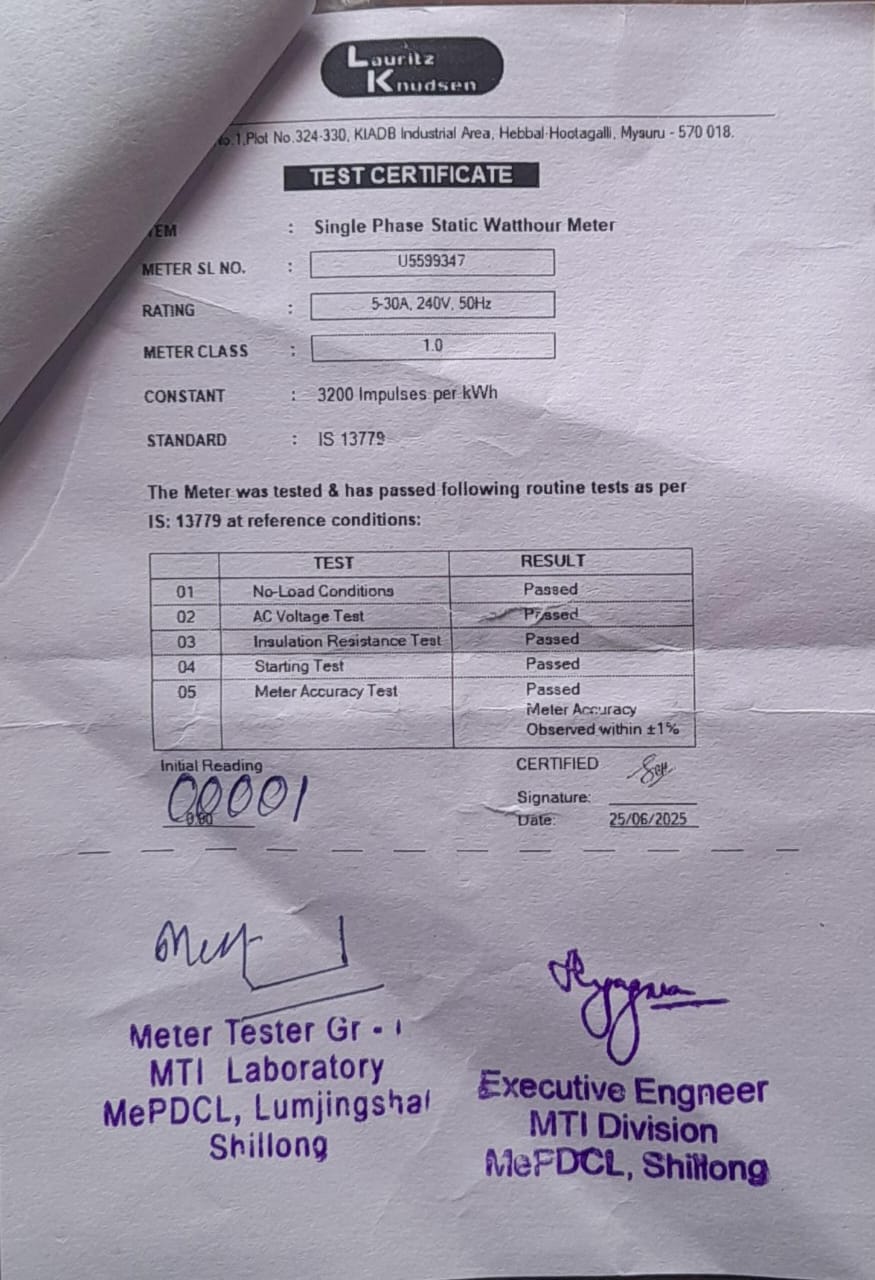 Lauritz
Knudsen
No.1,Plot No.324-330, KIADB Industrial Area, Hebbal-Hootagalli, Mysuru - 570 018.
TEST CERTIFICATE
TEM : Single Phase Static Watthour Meter
METER SL NO. : U5599347
RATING : 5-30A, 240V, 50Hz
METER CLASS : 1.0
CONSTANT : 3200 Impulses per kWh
STANDARD : IS 13779
The Meter was tested & has passed following routine tests as per
IS: 13779 at reference conditions:
TEST RESULT
01 No-Load Conditions Passed
02 AC Voltage Test Passed
03 Insulation Resistance Test Passed
04 Starting Test Passed
05 Meter Accuracy Test Passed
Meter Accuracy
Observed within ±1%
Initial Reading
00001
CERTIFIED
Signature:
Date: 25/06/2025
Meter Tester Gr - I
MTI Laboratory
MePDCL, Lumjingshai
Shillong
Executive Engneer
MTI Division
MePDCL, Shillong